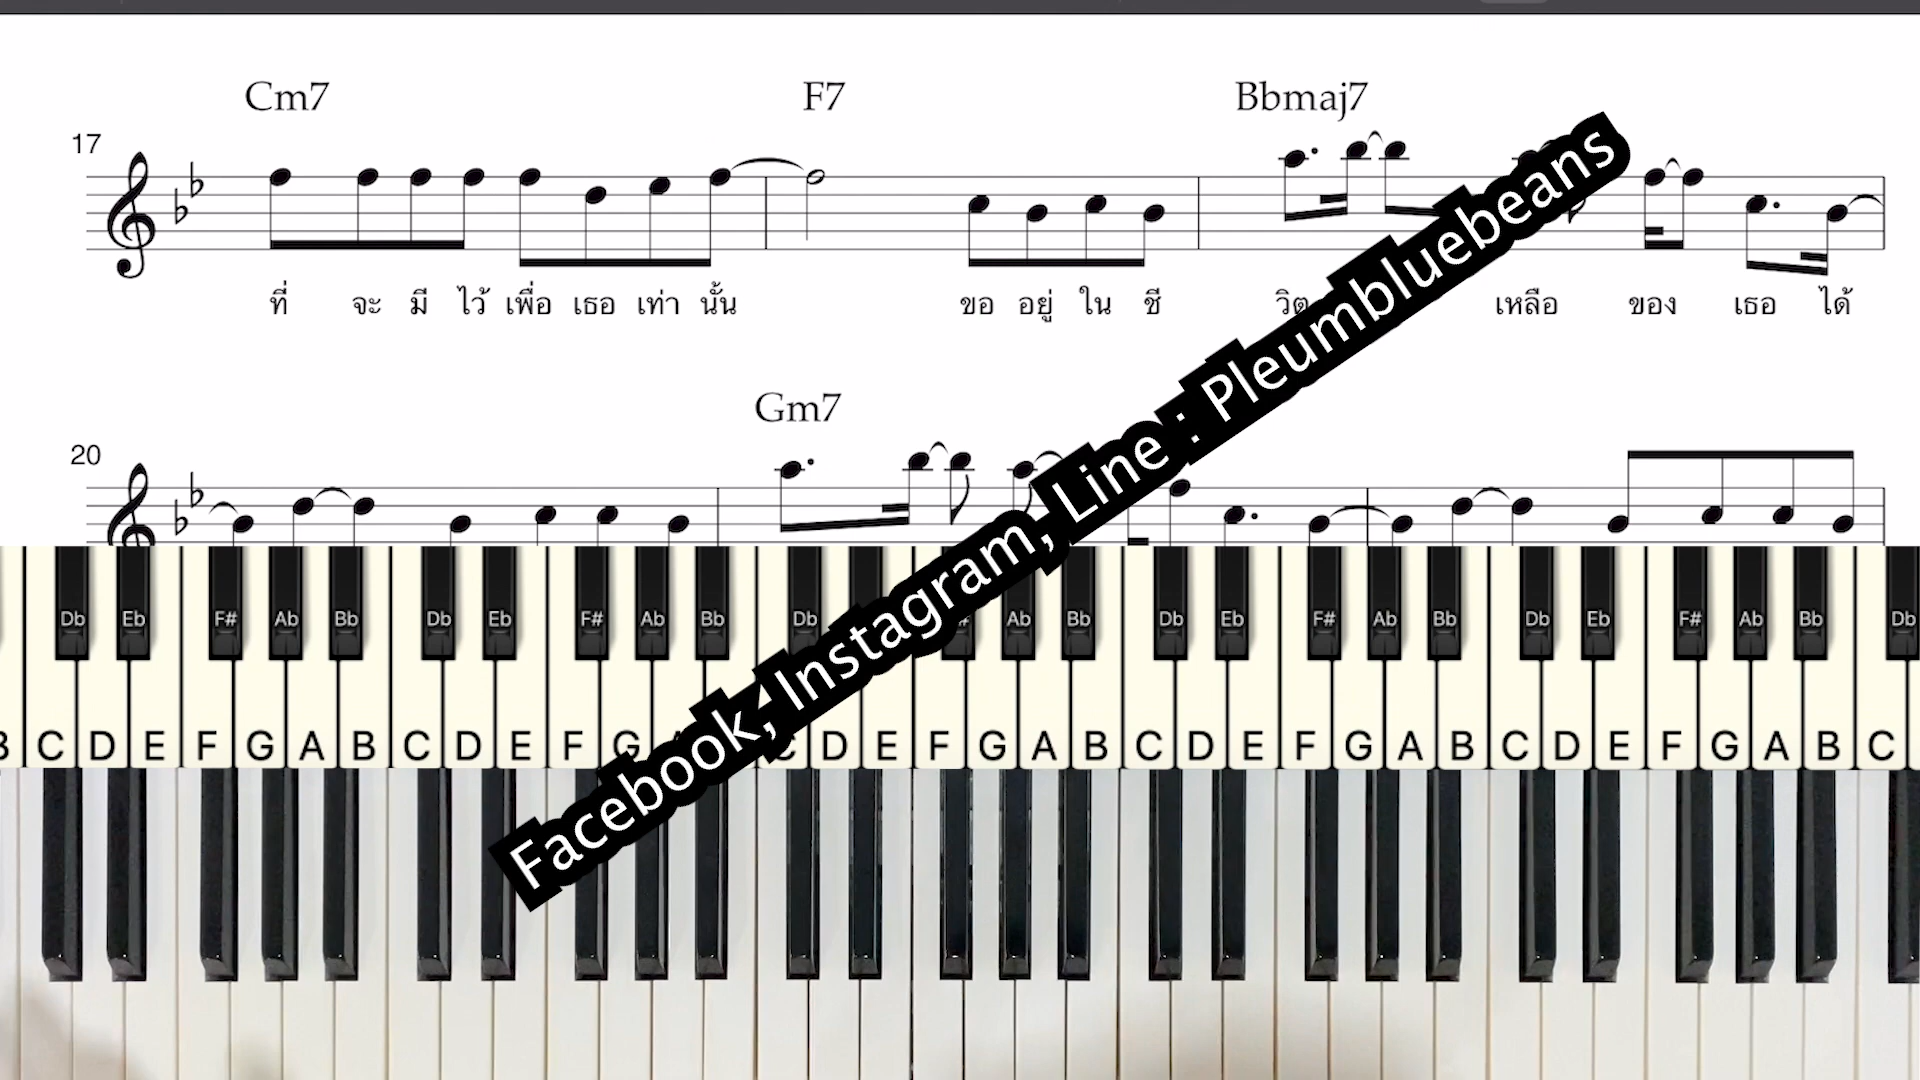 Cm7 F7 Bbmaj7
17
ที่ จะ มี ไว้ เพื่อ เธอ เท่า นั้น ขอ อยู่ ใน ชี วิต เหลือ ของ เธอ ได้
Gm7
20
Facebook, Instagram, Line : Pleumbluebeans
Db Eb F# Ab Bb Db Eb F# Ab Bb Db Ab Bb Db Eb F# Ab Bb Db Eb F# Ab Bb Db
B C D E F G A B C D E F G C D E F G A B C D E F G A B C D E F G A B C